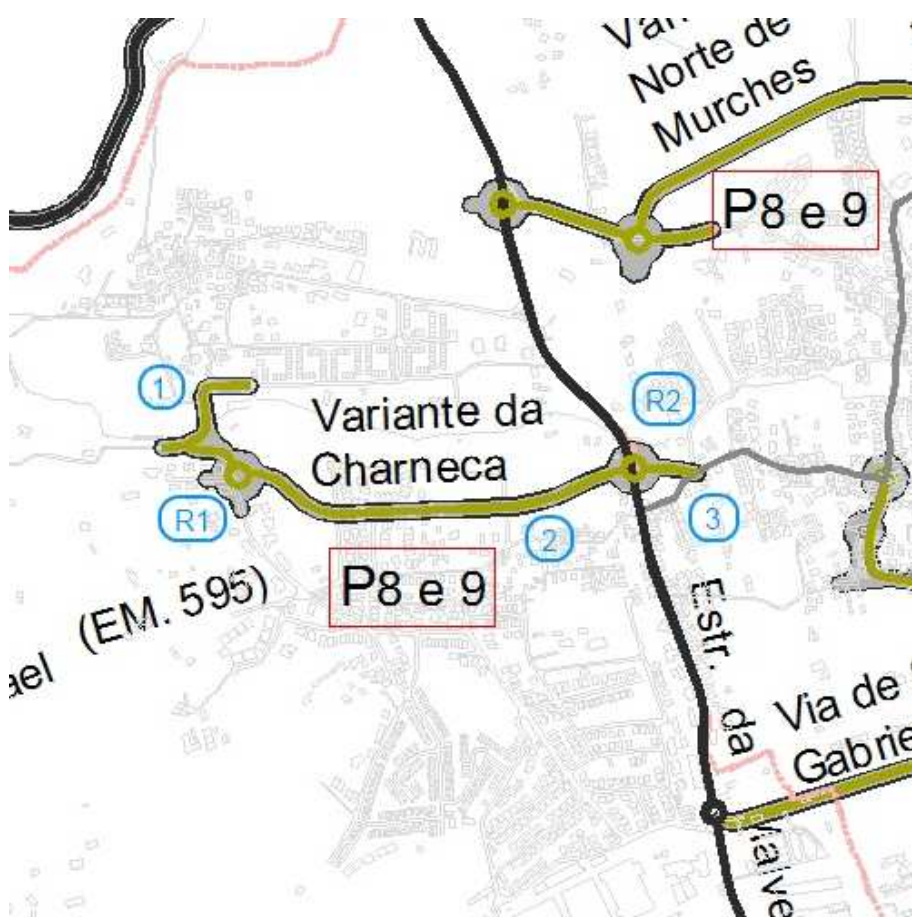 Norte de
Murches
P8 e 9
1
R2
Variante da
Charneca
R1
2
3
P8 e 9
(EM. 595)
Estr. da
Via de